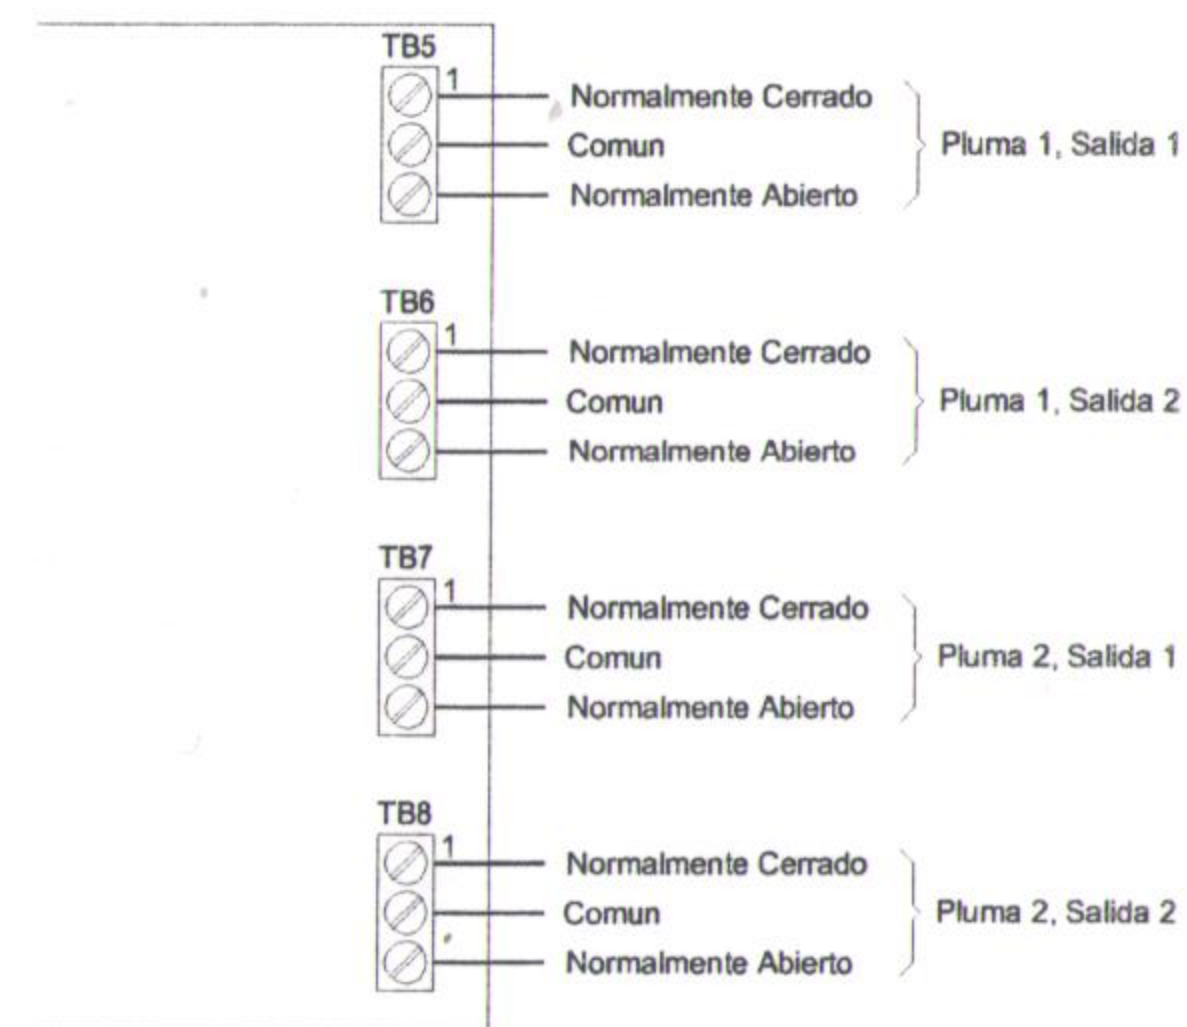 TB5
1
Normalmente Cerrado
Comun
Normalmente Abierto
Pluma 1, Salida 1
TB6
1
Normalmente Cerrado
Comun
Normalmente Abierto
Pluma 1, Salida 2
TB7
1
Normalmente Cerrado
Comun
Normalmente Abierto
Pluma 2, Salida 1
TB8
1
Normalmente Cerrado
Comun
Normalmente Abierto
Pluma 2, Salida 2